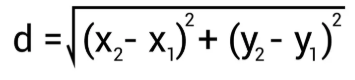 d = √(x₂ - x₁)² + (y₂ - y₁)²